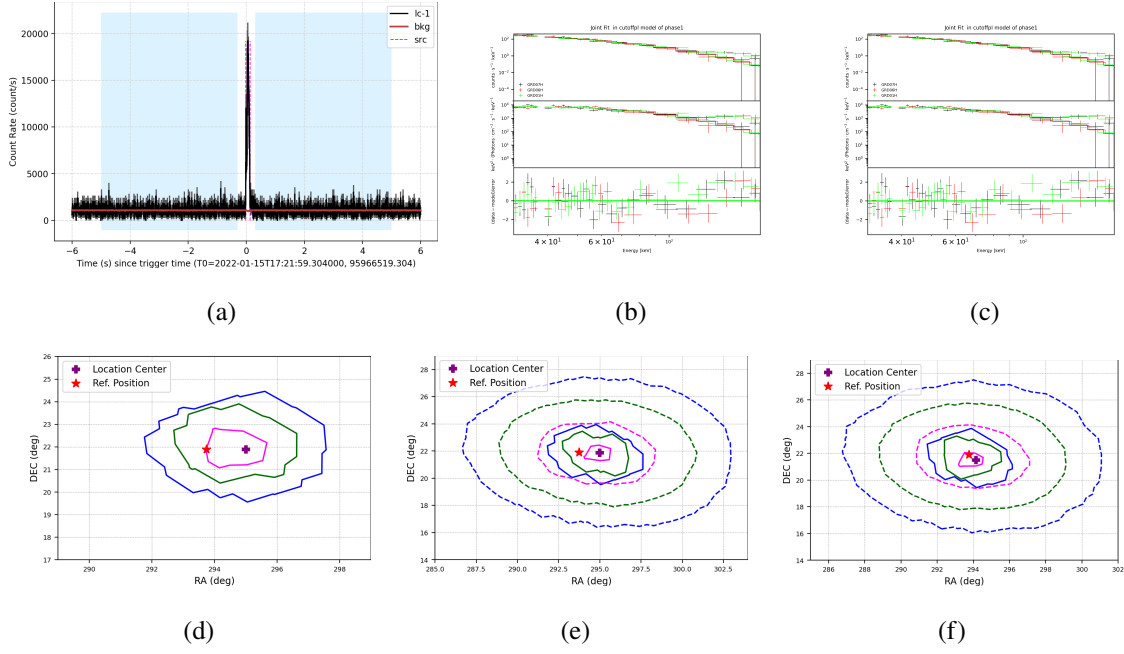 lc-1
bkg
src
20000
15000
10000
5000
0
Count Rate (count/s)
−6 −4 −2 0 2 4 6
Time (s) since trigger time (T0=2022-01-15T17:21:59.304000, 95966519.304)
(a)
Joint Fit in cutoffpl model of phase1
Energy [keV]
(b)
Joint Fit in cutoffpl model of phase1
Energy [keV]
(c)
Location Center
Ref. Position
26
25
24
23
22
21
20
19
18
17
DEC (deg)
290 292 294 296 298
RA (deg)
(d)
Location Center
Ref. Position
28
26
24
22
20
18
16
14
DEC (deg)
285.0 287.5 290.0 292.5 295.0 297.5 300.0 302.5
RA (deg)
(e)
Location Center
Ref. Position
28
26
24
22
20
18
16
14
DEC (deg)
286 288 290 292 294 296 298 300 302
RA (deg)
(f)